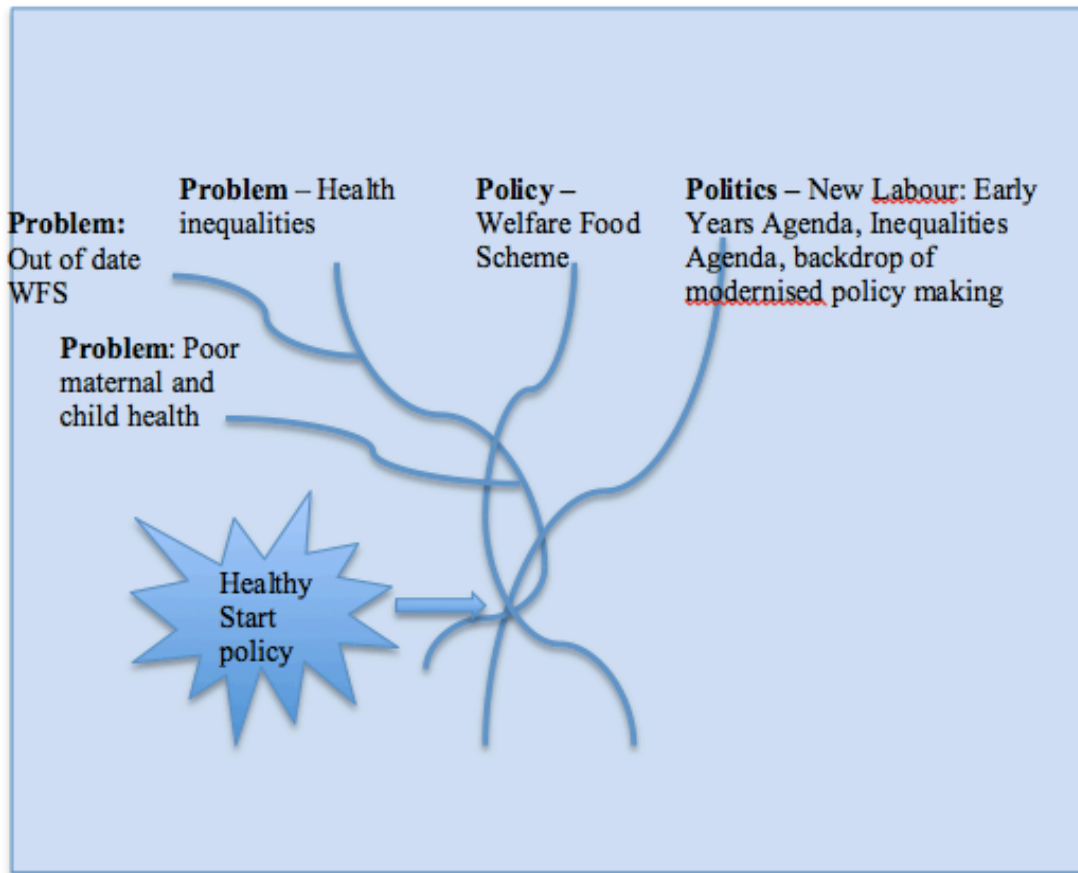 Problem:
Out of date
WFS
Problem – Health
inequalities
Policy –
Welfare Food
Scheme
Politics – New Labour: Early
Years Agenda, Inequalities
Agenda, backdrop of
modernised policy making
Problem: Poor
maternal and
child health
Healthy
Start
policy